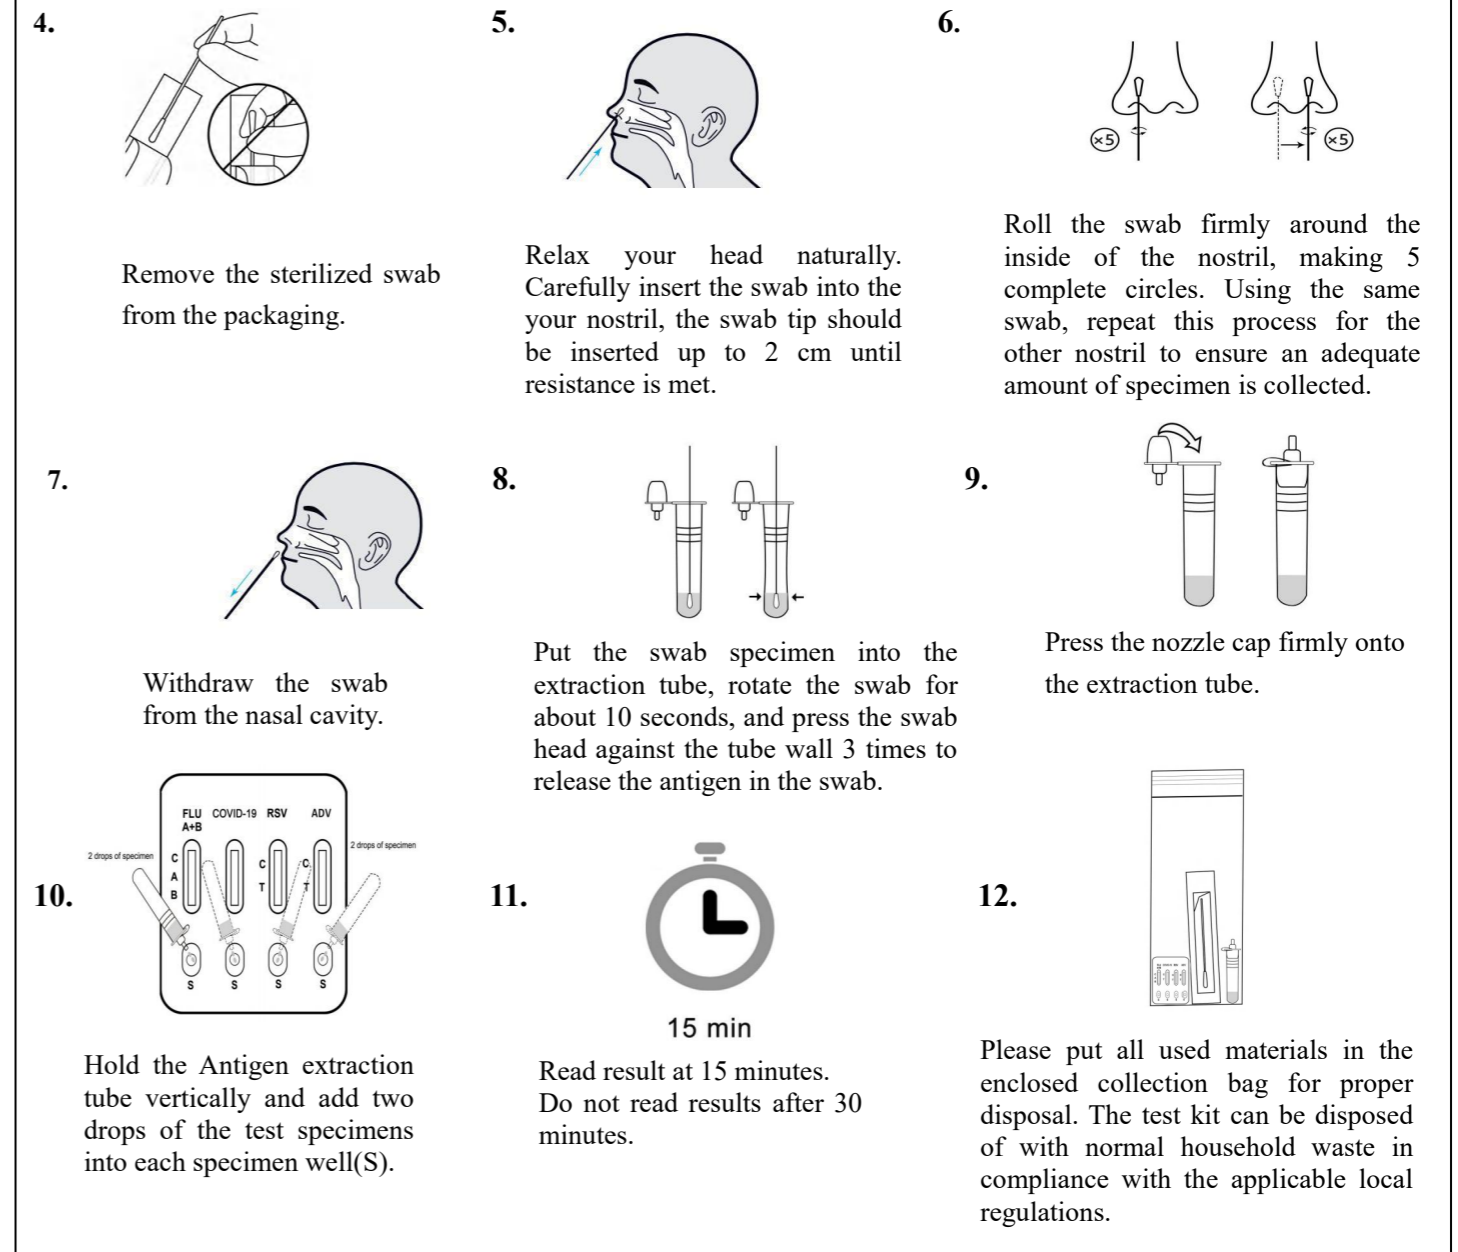 4.
Remove the sterilized swab
from the packaging.
5.
Relax your head naturally.
Carefully insert the swab into the
your nostril, the swab tip should
be inserted up to 2 cm until
resistance is met.
6.
×5
×5
Roll the swab firmly around the
inside of the nostril, making 5
complete circles. Using the same
swab, repeat this process for the
other nostril to ensure an adequate
amount of specimen is collected.
7.
Withdraw the swab
from the nasal cavity.
8.
Put the swab specimen into the
extraction tube, rotate the swab for
about 10 seconds, and press the swab
head against the tube wall 3 times to
release the antigen in the swab.
9.
Press the nozzle cap firmly onto
the extraction tube.
10.
FLU COVID-19 RSV ADV
A+B
2 drops of specimen
2 drops of specimen
C C C
A
B T T
S S S S
Hold the Antigen extraction
tube vertically and add two
drops of the test specimens
into each specimen well(S).
11.
15 min
Read result at 15 minutes.
Do not read results after 30
minutes.
12.
Please put all used materials in the
enclosed collection bag for proper
disposal. The test kit can be disposed
of with normal household waste in
compliance with the applicable local
regulations.